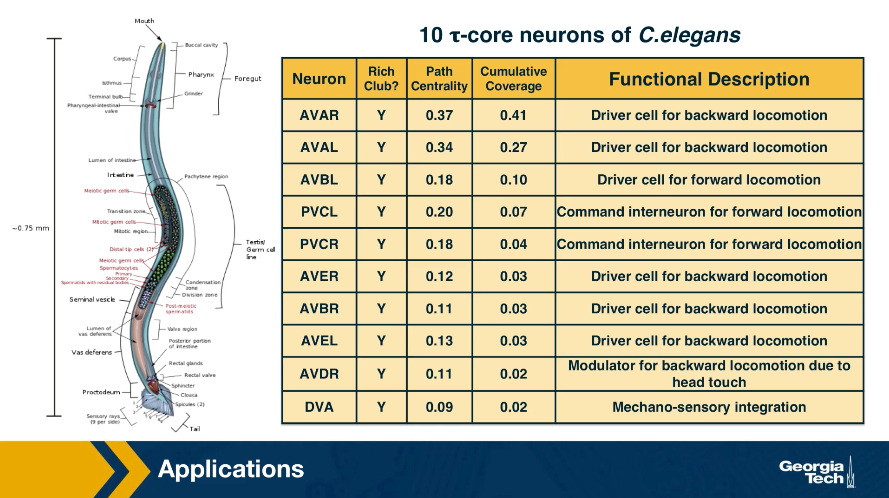 10 τ-core neurons of C.elegans
Mouth
Buccal cavity
Corpus
Pharynx
Foregut
Isthmus
Grinder
Terminal bulb
Pharyngeal-intestinal
valve
Lumen of intestine
Intestine
Pachytene region
Meiotic germ cells
Transition zone
Mitotic germ cells
Mitotic region
~0.75 mm
Testis/
Germ cell
line
Distal tip cells (2)
Meiotic germ cells
Spermatocytes
Primary
Secondary
Spermatids with residual bodies
Condensation
zone
Division zone
Seminal vesicle
Post-meiotic
spermatids
Lumen of
vas deferens
Valve region
Vas deferens
Posterior portion
of intestine
Rectal glands
Rectal valve
Proctodeum
Sphincter
Cloaca
Spicules (2)
Sensory rays
(9 per side)
Tail
Neuron Rich Club? Path Centrality Cumulative Coverage Functional Description
AVAR Y 0.37 0.41 Driver cell for backward locomotion
AVAL Y 0.34 0.27 Driver cell for backward locomotion
AVBL Y 0.18 0.10 Driver cell for forward locomotion
PVCL Y 0.20 0.07 Command interneuron for forward locomotion
PVCR Y 0.18 0.04 Command interneuron for forward locomotion
AVER Y 0.12 0.03 Driver cell for backward locomotion
AVBR Y 0.11 0.03 Driver cell for backward locomotion
AVEL Y 0.13 0.03 Driver cell for backward locomotion
AVDR Y 0.11 0.02 Modulator for backward locomotion due to
head touch
DVA Y 0.09 0.02 Mechano-sensory integration
Applications
Georgia
Tech